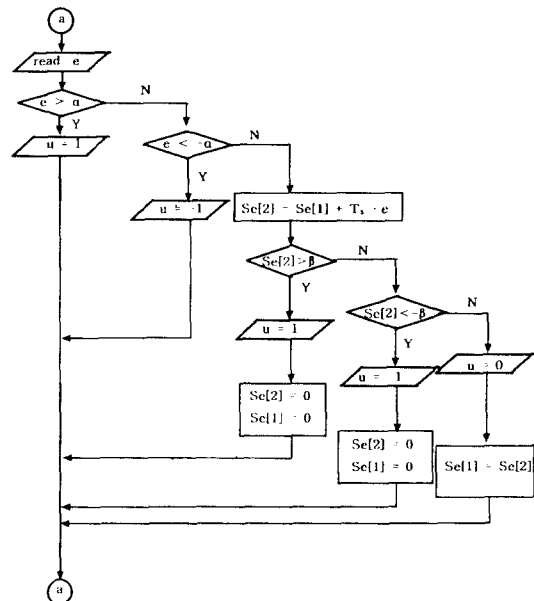 a
read e
e > α
N
Y
u = 1
e < -α
N
Y
u = -1
Se[2] = Se[1] + Ts · e
Se[2]>β
N
Y
u = 1
Se[2] = 0
Se[1] = 0
Se[2]<-β
N
Y
u = 1
Se[2] = 0
Se[1] = 0
u = 0
Se[1] = Se[2]
a